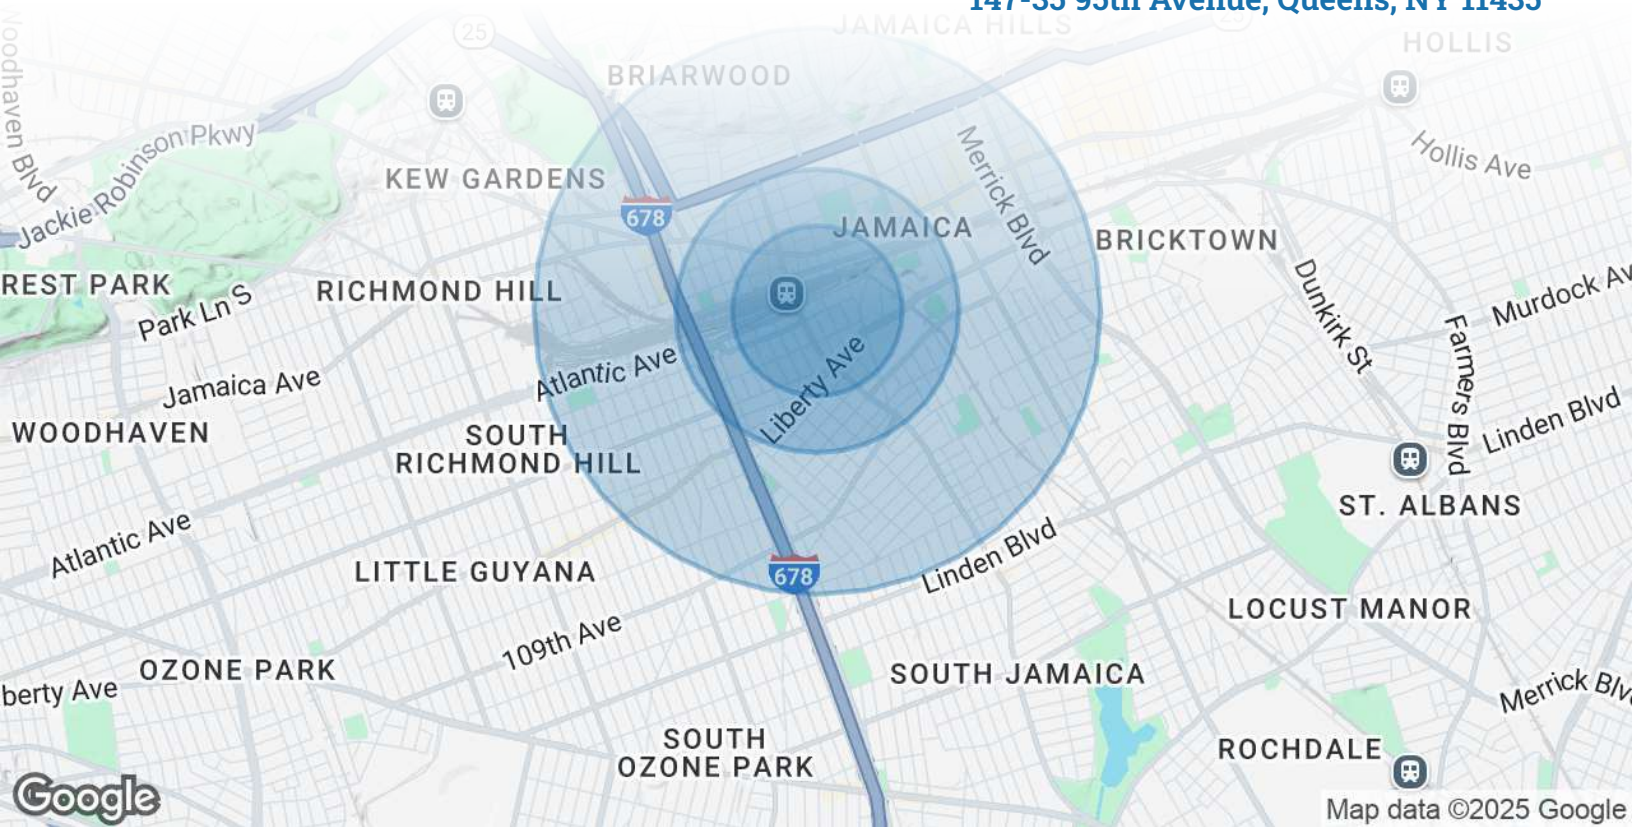 147-35 95th Avenue, Queens, NY 11435
JAMAICA HILLS
25
25
HOLLIS
BRIARWOOD
Woodhaven Blvd
Jackie Robinson Pkwy
Merrick Blvd
Hollis Ave
KEW GARDENS
678
JAMAICA
BRICKTOWN
REST PARK
RICHMOND HILL
Park Ln S
Dunkirk St
Murdock Av
Atlantic Ave
Jamaica Ave
Liberty Ave
Farmers Blvd
Linden Blvd
WOODHAVEN
SOUTH
RICHMOND HILL
ST. ALBANS
Atlantic Ave
LITTLE GUYANA
678
Linden Blvd
LOCUST MANOR
109th Ave
OZONE PARK
SOUTH JAMAICA
berty Ave
Merrick Blv
SOUTH
OZONE PARK
ROCHDALE
Google
Map data ©2025 Google